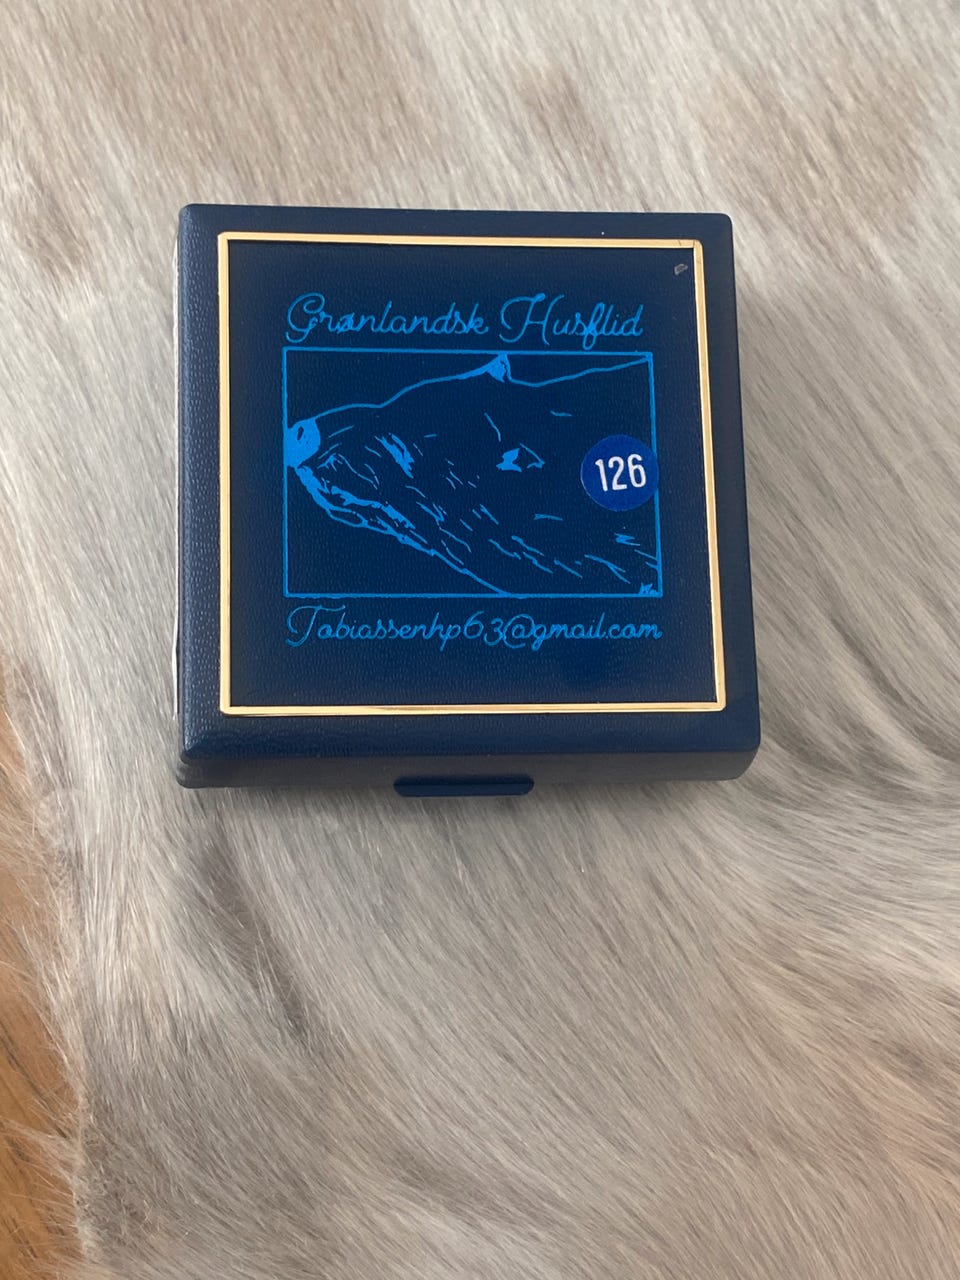 Grønlandsk Husflid
126
Tobiassenhp63@gmail.com